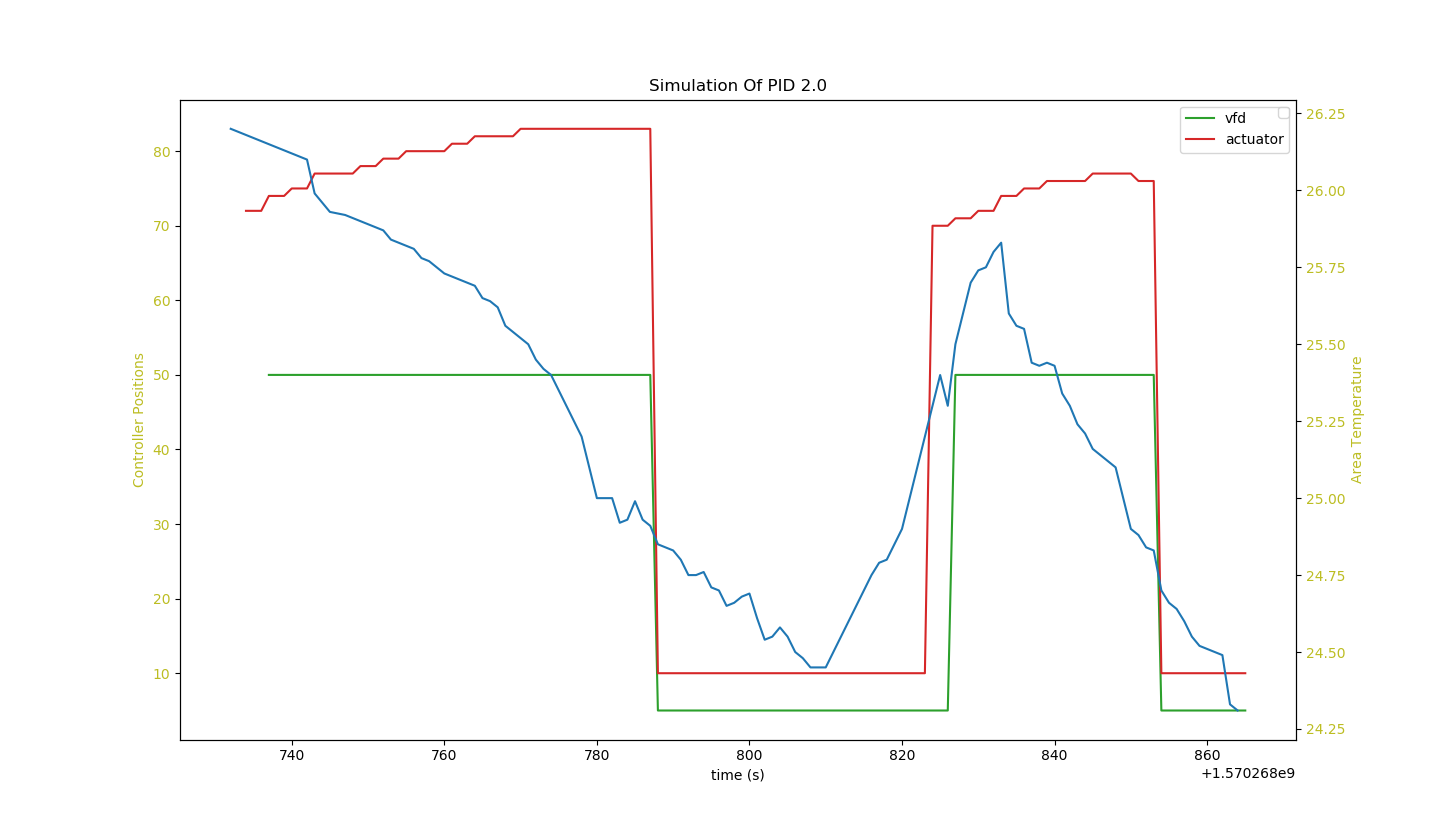 Simulation Of PID 2.0
vfd
actuator
80
70
60
50
40
30
20
10
Controller Positions
26.25
26.00
25.75
25.50
25.25
25.00
24.75
24.50
24.25
Area Temperature
740 760 780 800 820 840 860
time (s)
+1.570268e9